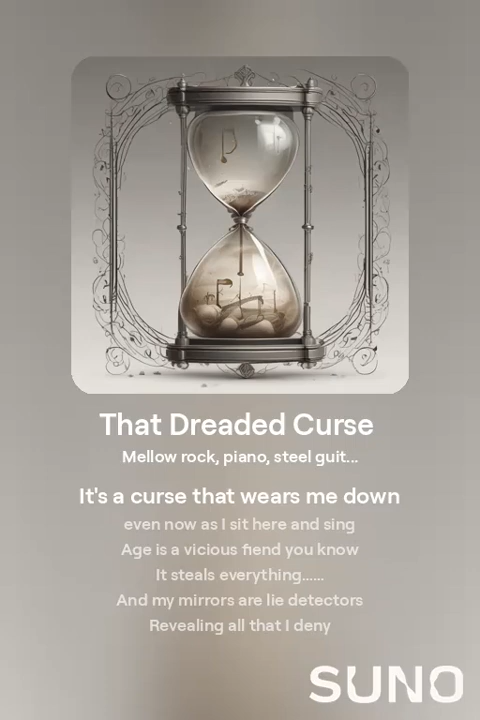 That Dreaded Curse
Mellow rock, piano, steel guit...
It's a curse that wears me down
even now as I sit here and sing
Age is a vicious fiend you know
It steals everything......
And my mirrors are lie detectors
Revealing all that I deny
SUNO